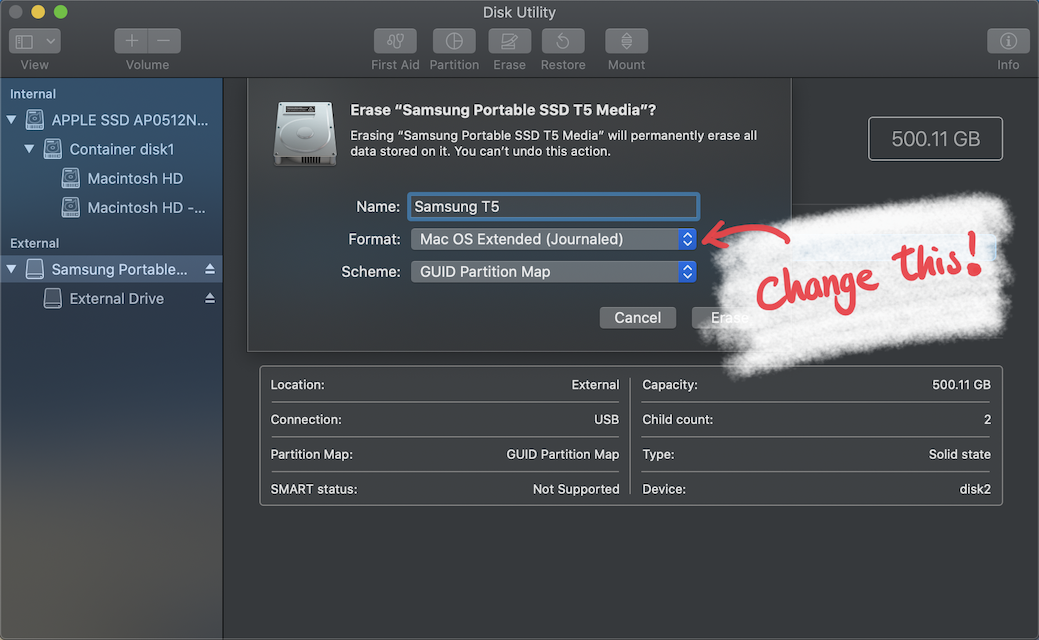 Disk Utility
View
Volume
First Aid
Partition
Erase
Restore
Mount
Info
Internal
APPLE SSD AP0512N...
Container disk1
Macintosh HD
Macintosh HD -...
External
Samsung Portable...
External Drive
Erase “Samsung Portable SSD T5 Media”?
Erasing “Samsung Portable SSD T5 Media” will permanently erase all
data stored on it. You can’t undo this action.
Name: Samsung T5
Format: Mac OS Extended (Journaled)
Scheme: GUID Partition Map
Cancel
Erase
500.11 GB
Change this!
Location: External
Connection: USB
Partition Map: GUID Partition Map
SMART status: Not Supported
Capacity: 500.11 GB
Child count: 2
Type: Solid state
Device: disk2